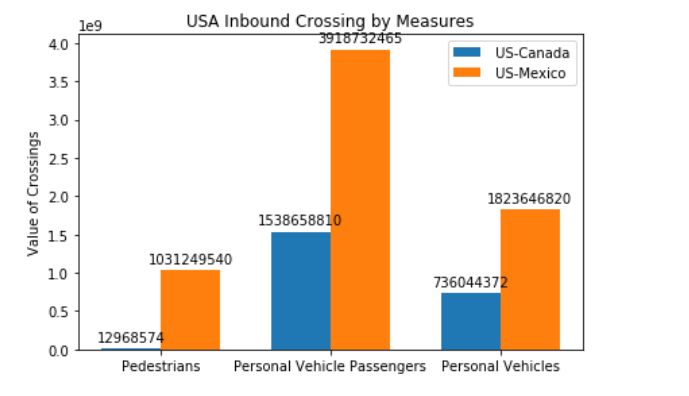 USA Inbound Crossing by Measures
1e9
US-Canada
US-Mexico
Value of Crossings
4.0
3.5
3.0
2.5
2.0
1.5
1.0
0.5
0.0
12968574
1031249540
1538658810
3918732465
736044372
1823646820
Pedestrians
Personal Vehicle Passengers
Personal Vehicles